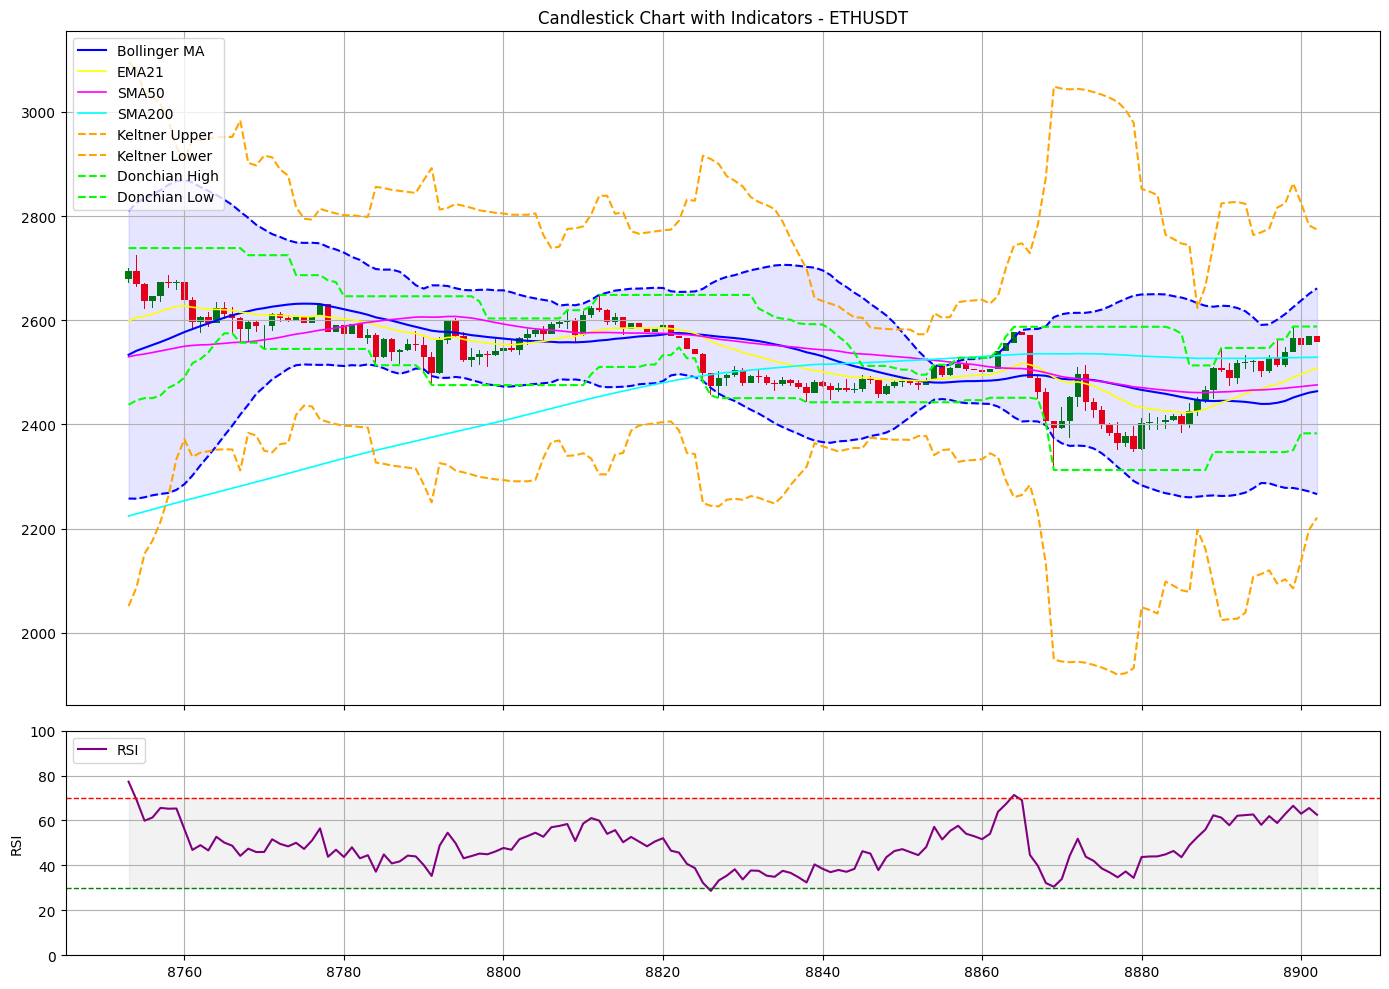 Candlestick Chart with Indicators - ETHUSDT
Bollinger MA
EMA21
SMA50
SMA200
Keltner Upper
Keltner Lower
Donchian High
Donchian Low
3000
2800
2600
2400
2200
2000
RSI
100
80
60
40
20
0
RSI
8760
8780
8800
8820
8840
8860
8880
8900